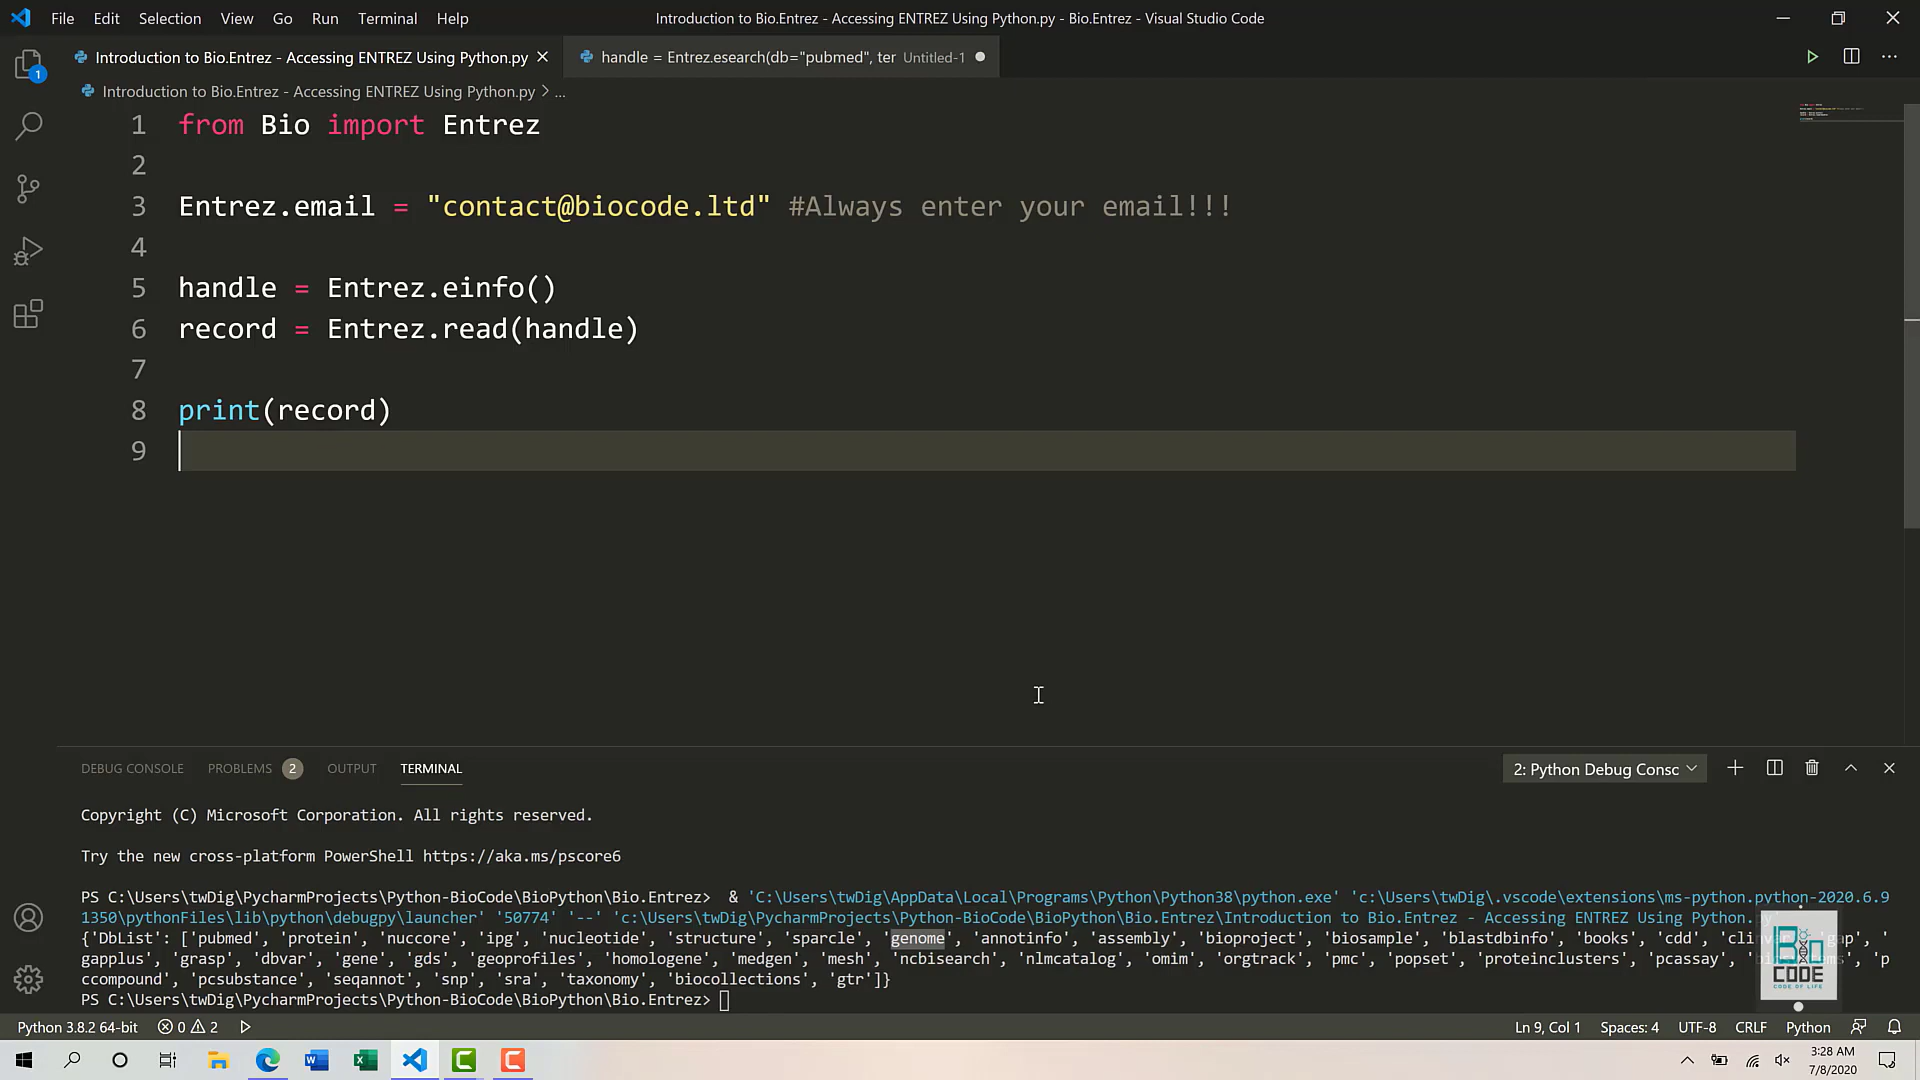 File Edit Selection View Go Run Terminal Help
Introduction to Bio.Entrez - Accessing ENTREZ Using Python.py - Bio.Entrez - Visual Studio Code
1
Introduction to Bio.Entrez - Accessing ENTREZ Using Python.py
handle = Entrez.esearch(db="pubmed", ter Untitled-1
Introduction to Bio.Entrez - Accessing ENTREZ Using Python.py > ...
1 from Bio import Entrez
2
3 Entrez.email = "contact@biocode.ltd" #Always enter your email!!!
4
5 handle = Entrez.einfo()
6 record = Entrez.read(handle)
7
8 print(record)
9
DEBUG CONSOLE PROBLEMS 2 OUTPUT TERMINAL
2: Python Debug Consc
Copyright (C) Microsoft Corporation. All rights reserved.
Try the new cross-platform PowerShell https://aka.ms/pscore6
PS C:\Users\twDig\PycharmProjects\Python-BioCode\BioPython\Bio.Entrez> & 'C:\Users\twDig\AppData\Local\Programs\Python\Python38\python.exe' 'c:\Users\twDig\.vscode\extensions\ms-python.python-2020.6.9
1350\pythonFiles\lib\python\debugpy\launcher' '50774' '--' 'c:\Users\twDig\PycharmProjects\Python-BioCode\BioPython\Bio.Entrez\Introduction to Bio.Entrez - Accessing ENTREZ Using Python.py'
{'DbList': ['pubmed', 'protein', 'nuccore', 'ipg', 'nucleotide', 'structure', 'sparcle', 'genome', 'annotinfo', 'assembly', 'bioproject', 'biosample', 'blastdbinfo', 'books', 'cdd', 'gap', '
gapplus', 'grasp', 'dbvar', 'gene', 'gds', 'geoprofiles', 'homologene', 'medgen', 'mesh', 'ncbisearch', 'nlmcatalog', 'omim', 'orgtrack', 'pmc', 'popset', 'proteinclusters', 'pcassay', 'p
ccompound', 'pcsubstance', 'seqannot', 'snp', 'sra', 'taxonomy', 'biocollections', 'gtr']}
PS C:\Users\twDig\PycharmProjects\Python-BioCode\BioPython\Bio.Entrez>
BIO
CODE
CODE OF LIFE
Python 3.8.2 64-bit 0 2
Ln 9, Col 1 Spaces: 4 UTF-8 CRLF Python
3:28 AM
7/8/2020